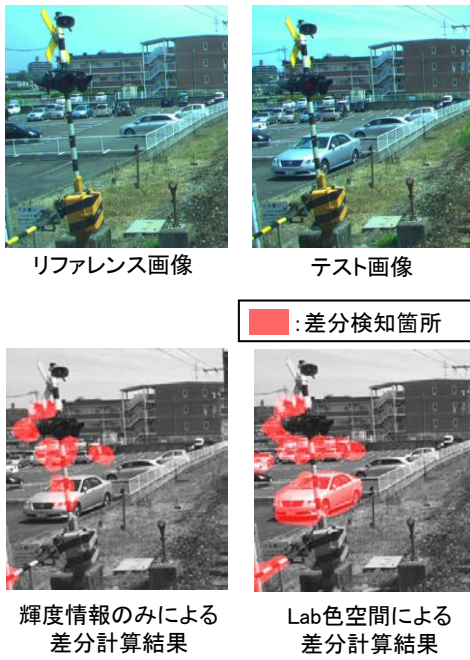 リファレンス画像
テスト画像
:差分検知箇所
輝度情報のみによる
差分計算結果
Lab色空間による
差分計算結果